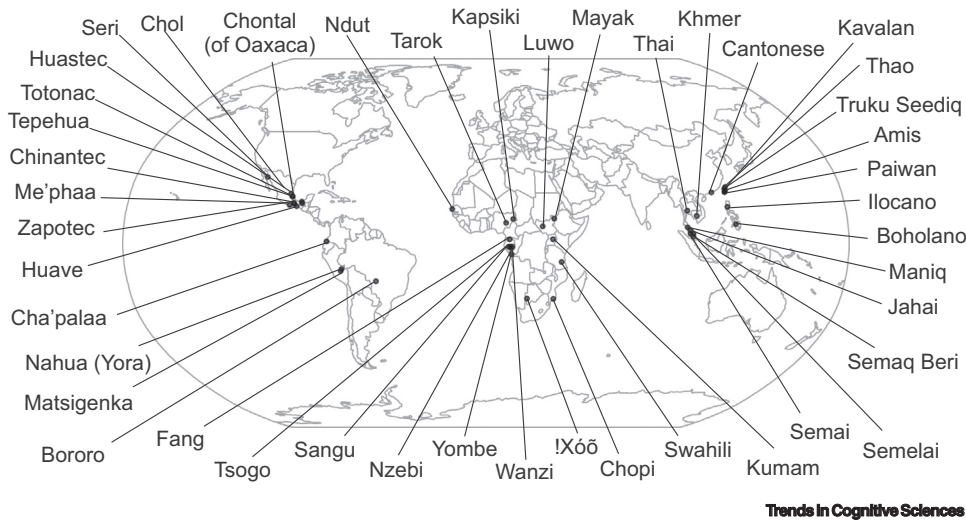 Seri
Chol
Chontal
(of Oaxaca)
Ndut
Tarok
Kapsiki
Luwo
Mayak
Thai
Khmer
Cantonese
Kavalan
Thao
Truku Seediq
Amis
Paiwan
Ilocano
Boholano
Maniq
Jahai
Semaq Beri
Semelai
Semai
Kumam
Swahili
Chopi
!Xóõ
Wanzi
Yombe
Nzebi
Sangu
Tsogo
Fang
Bororo
Matsigenka
Nahua (Yora)
Cha'palaa
Huave
Zapotec
Me'phaa
Chinantec
Tepehua
Totonac
Huastec
Trends in Cognitive Sciences